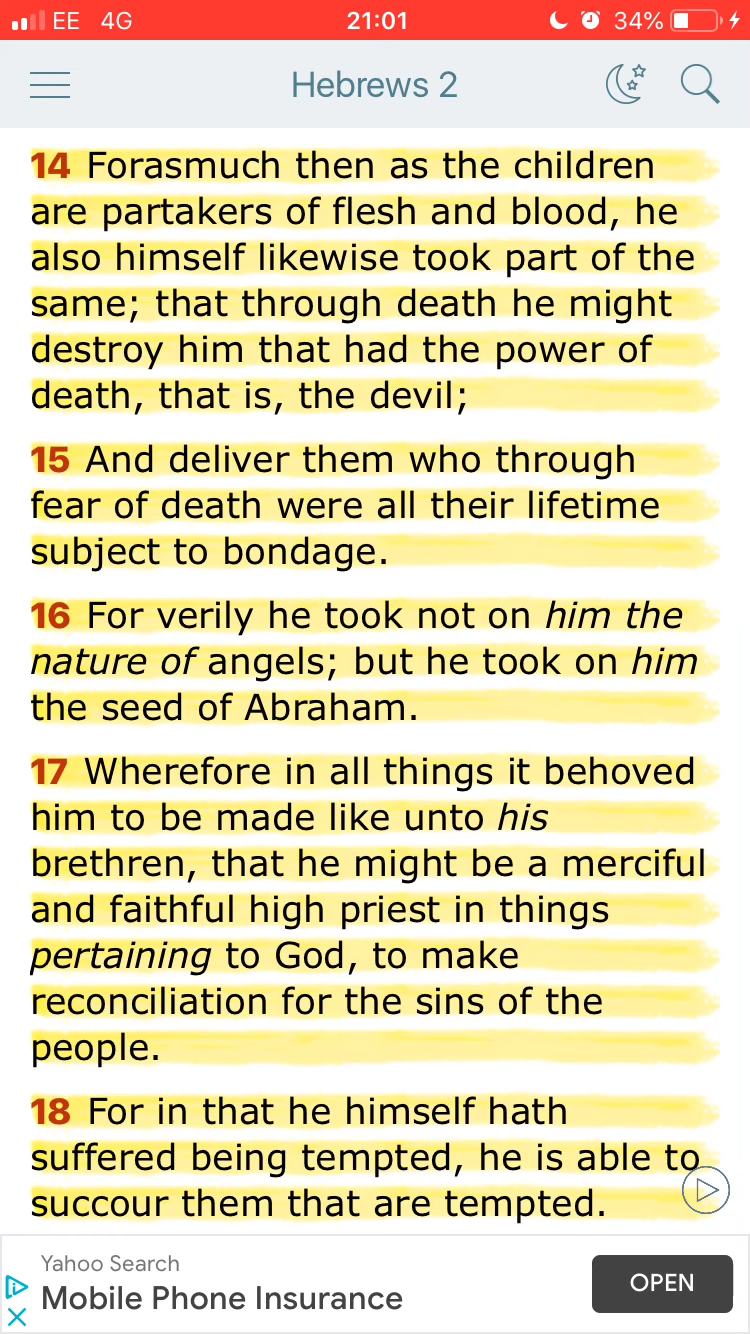 EE 4G 21:01 34%
Hebrews 2
14 Forasmuch then as the children
are partakers of flesh and blood, he
also himself likewise took part of the
same; that through death he might
destroy him that had the power of
death, that is, the devil;
15 And deliver them who through
fear of death were all their lifetime
subject to bondage.
16 For verily he took not on him the
nature of angels; but he took on him
the seed of Abraham.
17 Wherefore in all things it behoved
him to be made like unto his
brethren, that he might be a merciful
and faithful high priest in things
pertaining to God, to make
reconciliation for the sins of the
people.
18 For in that he himself hath
suffered being tempted, he is able to
succour them that are tempted.
Yahoo Search
Mobile Phone Insurance
OPEN